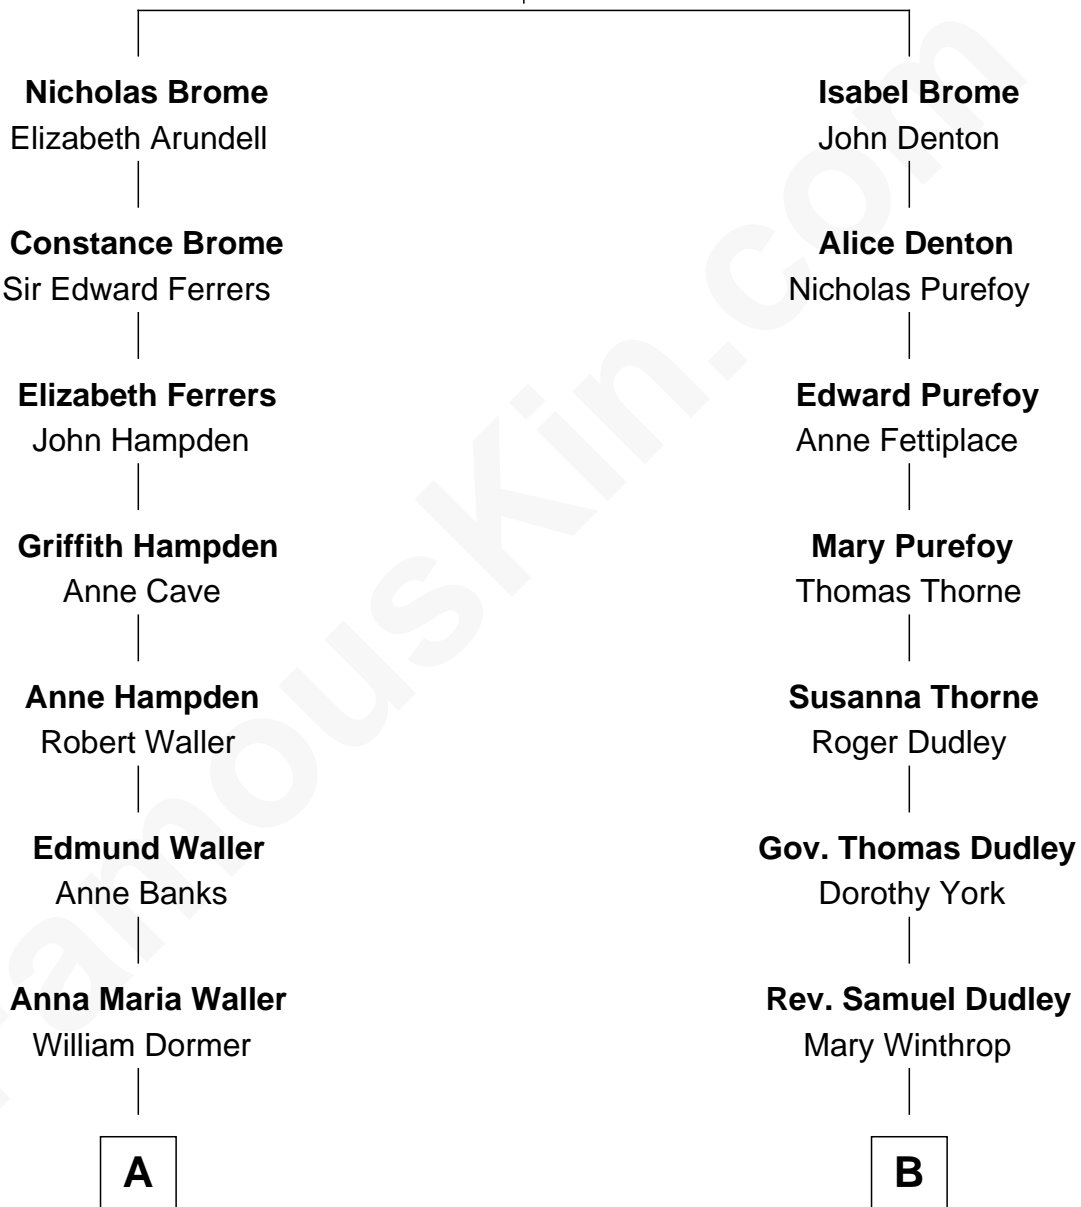 Nicholas Brome
Elizabeth Arundell
Constance Brome
Sir Edward Ferrers
Elizabeth Ferrers
John Hampden
Griffith Hampden
Anne Cave
Anne Hampden
Robert Waller
Edmund Waller
Anne Banks
Anna Maria Waller
William Dormer
A
Isabel Brome
John Denton
Alice Denton
Nicholas Purefoy
Edward Purefoy
Anne Fettiplace
Mary Purefoy
Thomas Thorne
Susanna Thorne
Roger Dudley
Gov. Thomas Dudley
Dorothy York
Rev. Samuel Dudley
Mary Winthrop
B
FamousKin.com